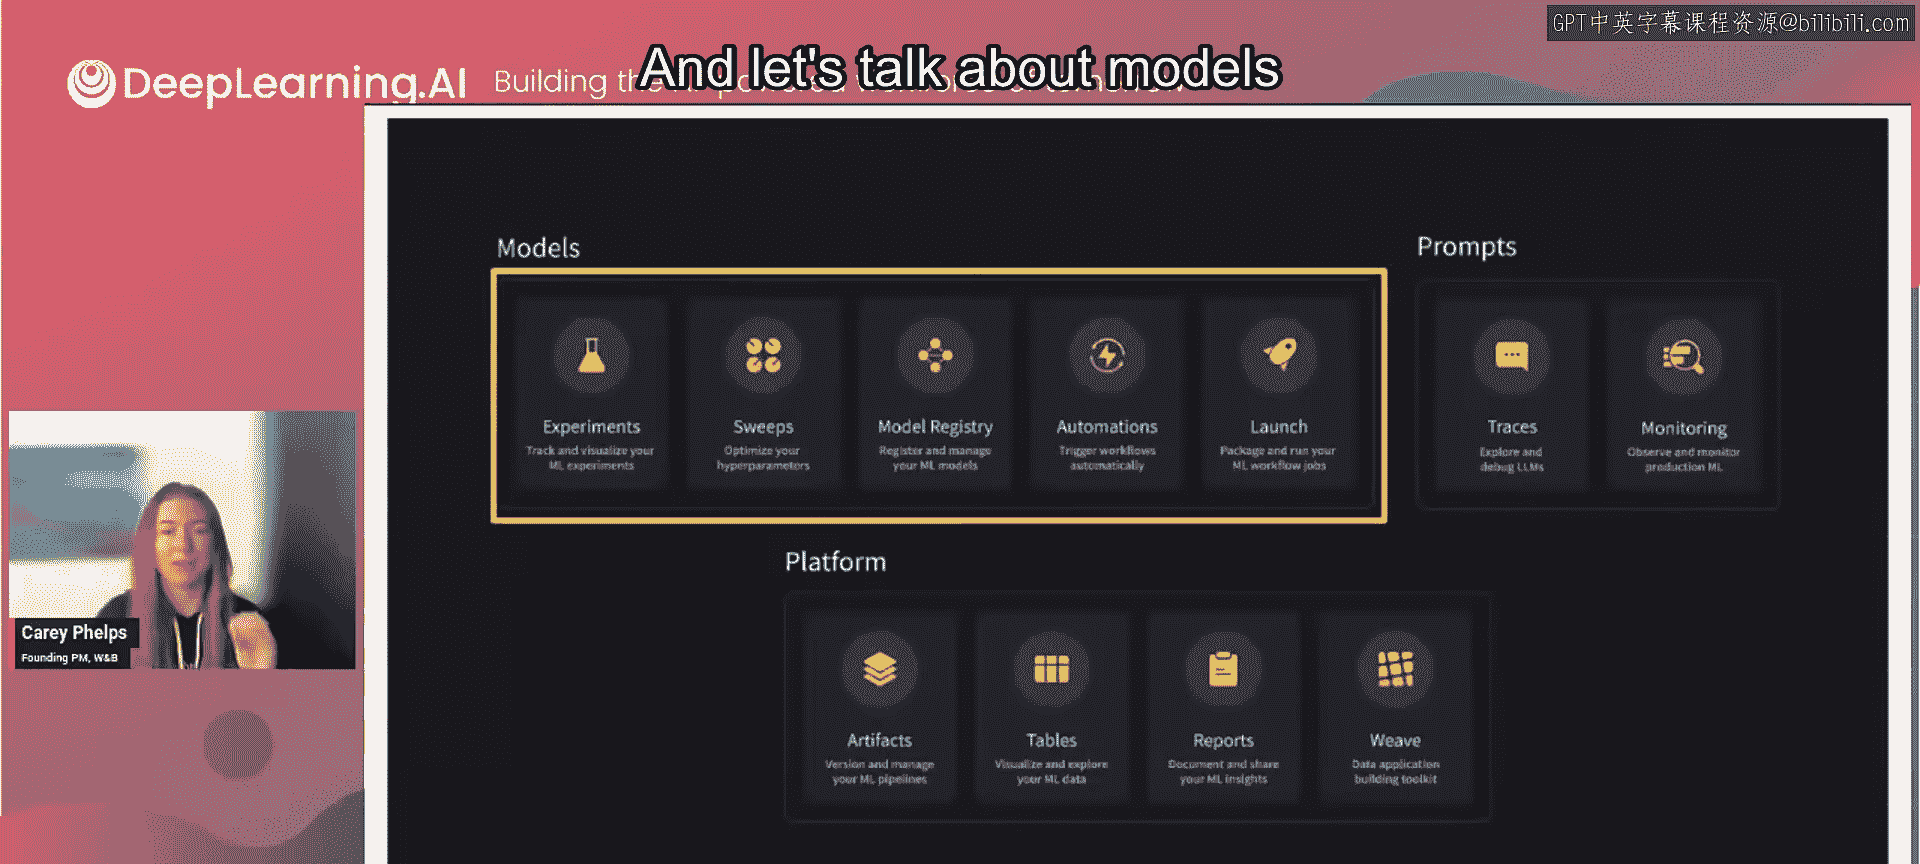 GPT中英字幕课程资源@bilibili.com
And let's talk about models
DeepLearning.AI
Building
Models
Prompts
Experiments
Track and visualize your
ML experiments
Sweeps
Optimize your
hyperparameters
Model Registry
Register and manage
your ML models
Automations
Trigger workflows
automatically
Launch
Package and run your
ML workflow jobs
Traces
Explore and
debug LLMs
Monitoring
Observe and monitor
production ML
Platform
Artifacts
Version and manage
your ML pipelines
Tables
Visualize and explore
your ML data
Reports
Document and share
your ML insights
Weave
Data application
building toolkit
Carey Phelps
Founding PM, W&B